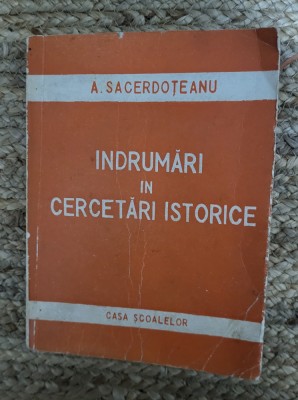 A. SACERDOȚEANU
INDRUMĂRI
IN
CERCETĂRI ISTORICE
CASA ȘCOALELOR